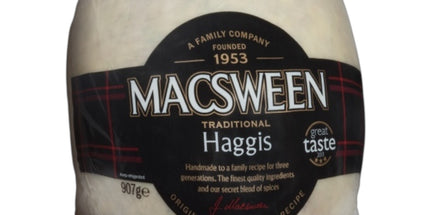 A FAMILY COMPANY
FOUNDED
1953
MACSWEEN
TRADITIONAL
Haggis
great
taste
Handmade to a family recipe for three
generations. The finest quality ingredients
and our secret blend of spices
907g e
J. Macsween